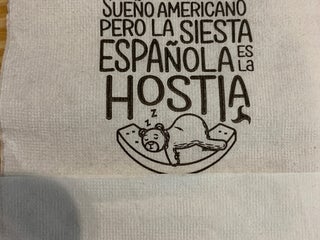 SUEÑO AMERICANO
PERO LA SIESTA
ESPAÑOLA ES LA
HOSTIA
z z z